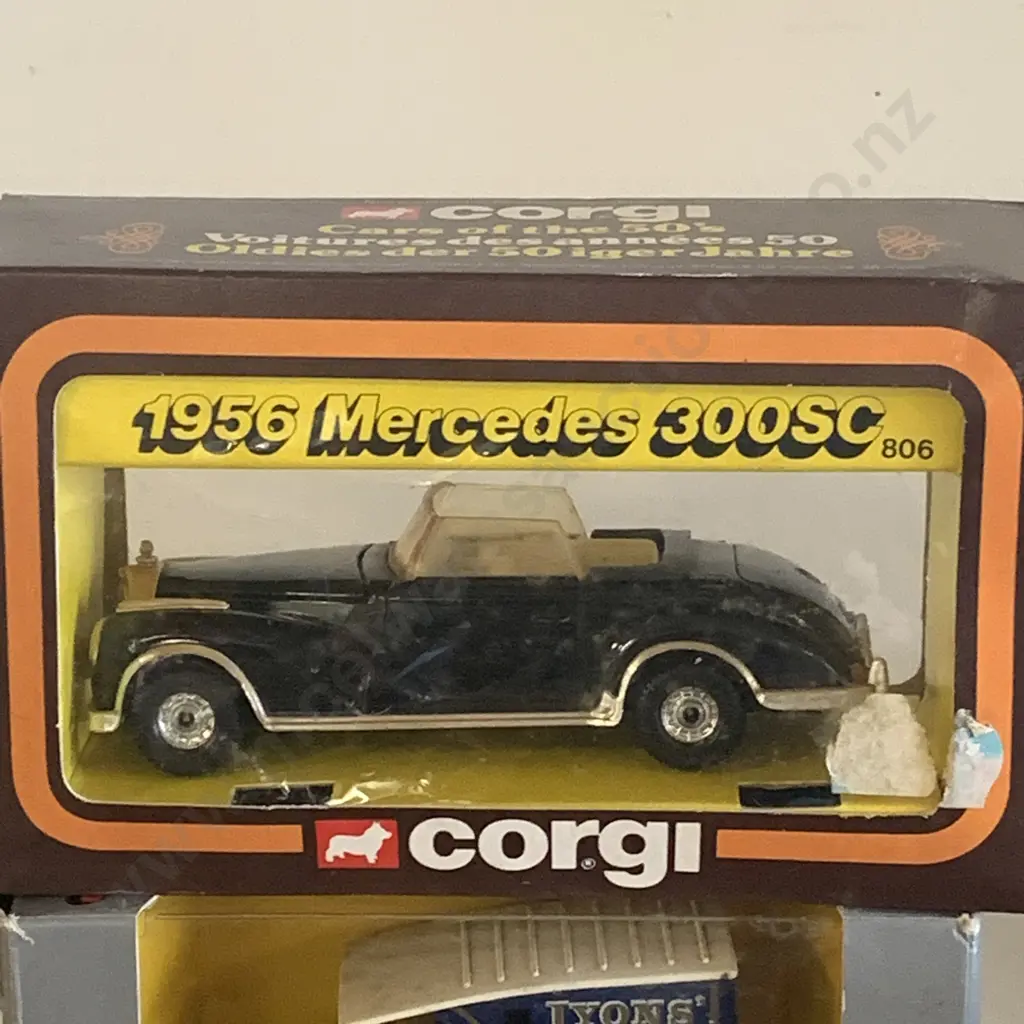 corgi
Cars of the 50's
Voitures des années 50
Oldies der 50iger Jahre
1956 Mercedes 300SC
806
corgi®
LYONS'